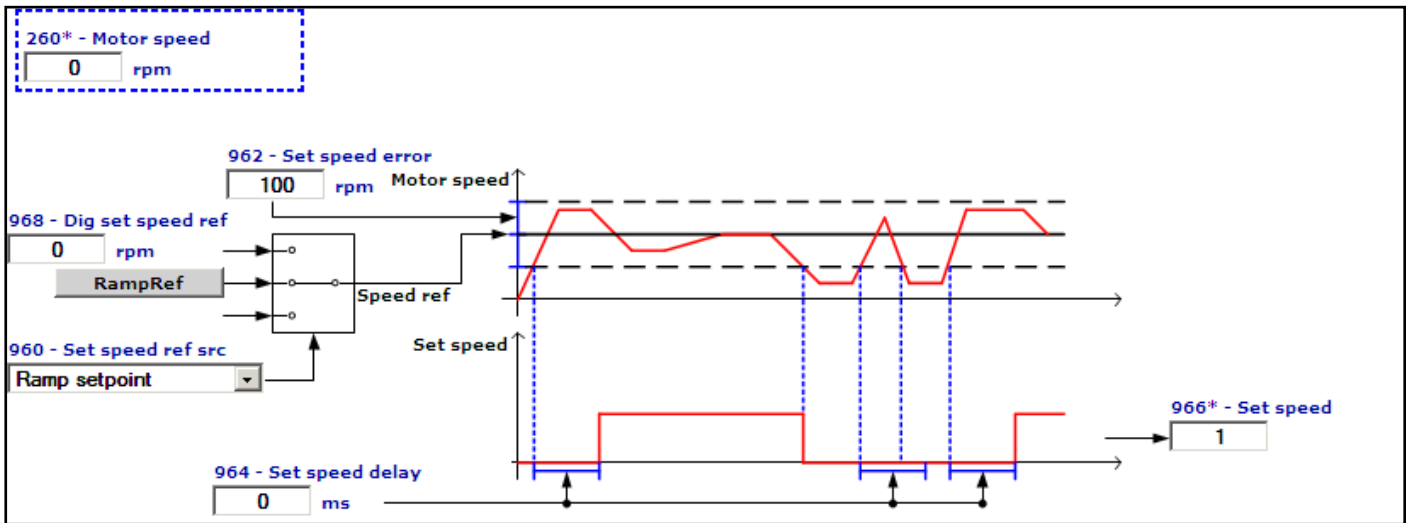 260* - Motor speed
0 rpm
962 - Set speed error
100 rpm
Motor speed
968 - Dig set speed ref
0 rpm
RampRef
Speed ref
960 - Set speed ref src
Ramp setpoint
Set speed
966* - Set speed
1
964 - Set speed delay
0 ms